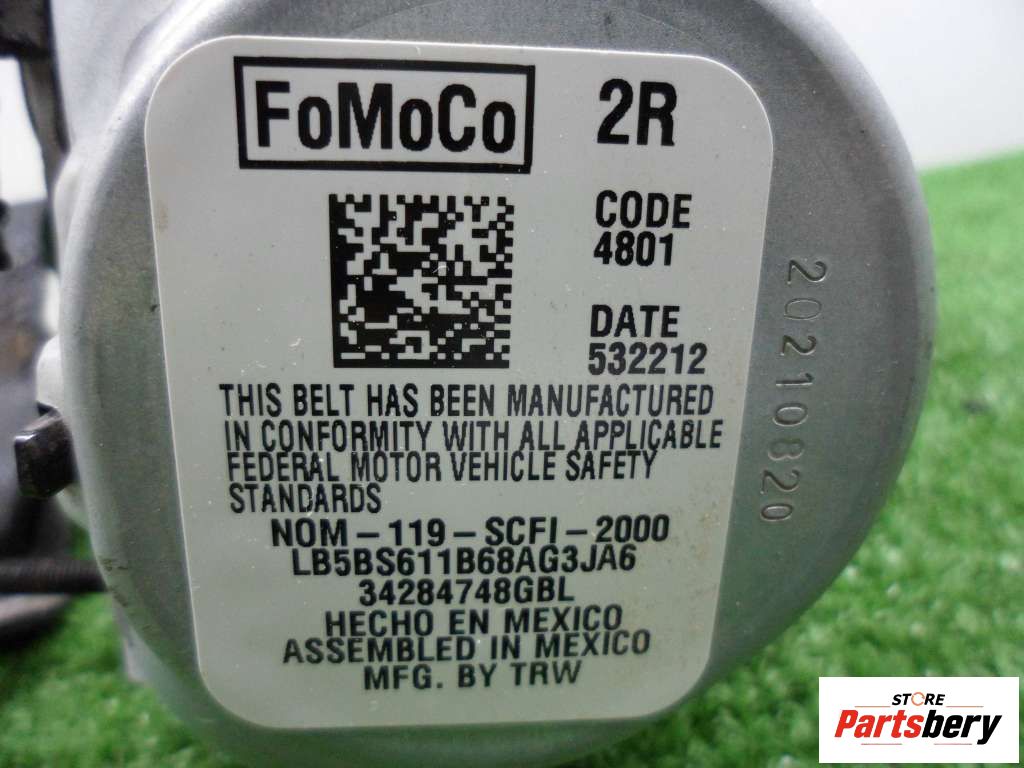 FoMoCo
2R
CODE
4801
DATE
532212
THIS BELT HAS BEEN MANUFACTURED
IN CONFORMITY WITH ALL APPLICABLE
FEDERAL MOTOR VEHICLE SAFETY
STANDARDS
NOM-119-SCFI-2000
LB5BS611B68AG3JA6
34284748GBL
HECHO EN MEXICO
ASSEMBLED IN MEXICO
MFG. BY TRW
20210820
STORE
Partsbery